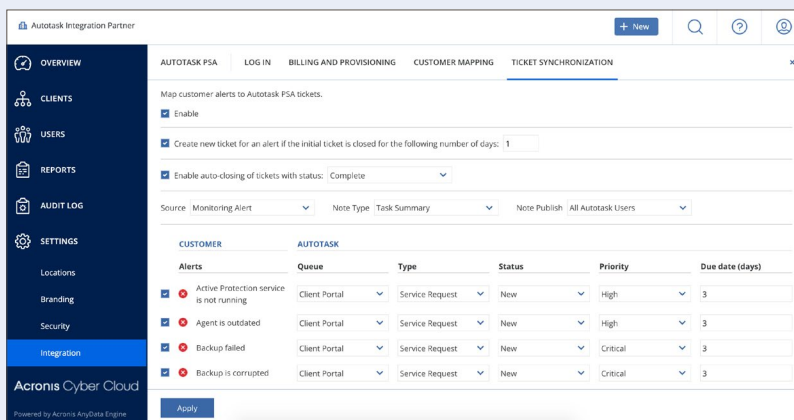 Autotask Integration Partner
+ New
OVERVIEW
CLIENTS
USERS
REPORTS
AUDIT LOG
SETTINGS
Locations
Branding
Security
Integration
Acronis Cyber Cloud
Powered by Acronis AnyData Engine
AUTOTASK PSA LOG IN BILLING AND PROVISIONING CUSTOMER MAPPING TICKET SYNCHRONIZATION
Map customer alerts to Autotask PSA tickets.
Enable
Create new ticket for an alert if the initial ticket is closed for the following number of days: 1
Enable auto-closing of tickets with status: Complete
Source Monitoring Alert Note Type Task Summary Note Publish All Autotask Users
CUSTOMER AUTOTASK
Alerts Queue Type Status Priority Due date (days)
Active Protection service
is not running Client Portal Service Request New High 3
Agent is outdated Client Portal Service Request New High 3
Backup failed Client Portal Service Request New Critical 3
Backup is corrupted Client Portal Service Request New Critical 3
Apply